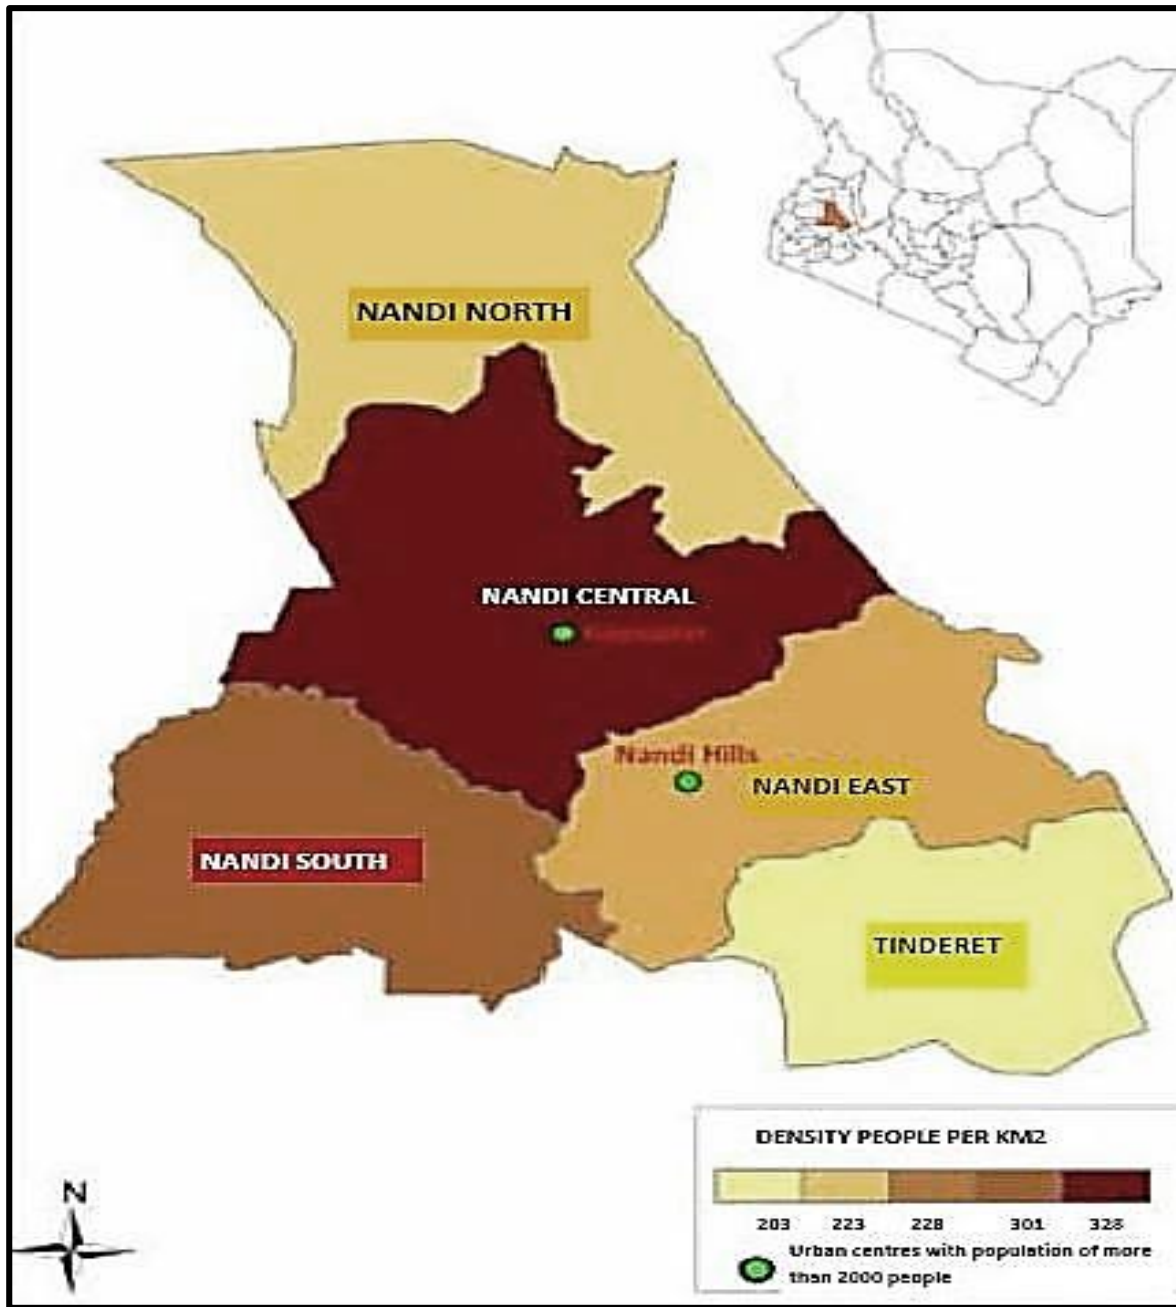 NANDI NORTH
NANDI CENTRAL
Nandi Hills
NANDI EAST
NANDI SOUTH
TINDERET
DENSITY PEOPLE PER KM2
203 223 228 301 328
Urban centres with population of more
than 2000 people
N